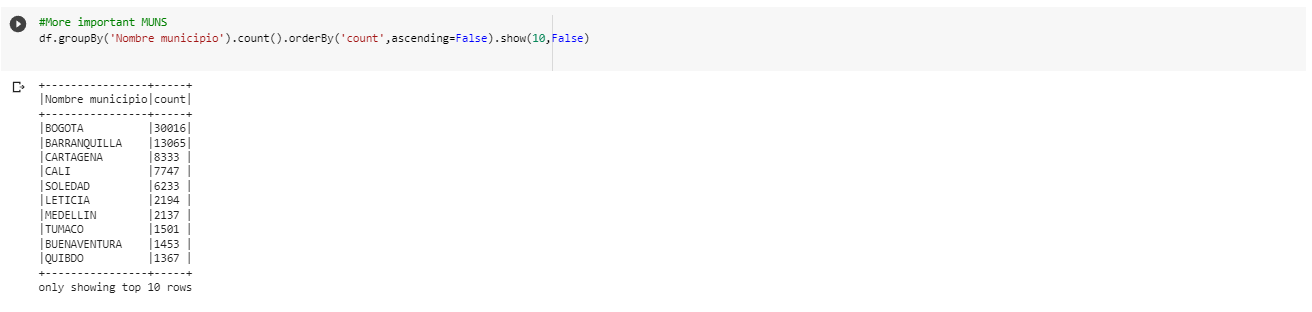 #More important MUNS
df.groupBy('Nombre municipio').count().orderBy('count',ascending=False).show(10,False)
+----------------+-----+
|Nombre municipio|count|
+----------------+-----+
|BOGOTA          |30016|
|BARRANQUILLA    |13065|
|CARTAGENA       |8333 |
|CALI            |7747 |
|SOLEDAD         |6233 |
|LETICIA         |2194 |
|MEDELLIN        |2137 |
|TUMACO          |1501 |
|BUENAVENTURA    |1453 |
|QUIBDO          |1367 |
+----------------+-----+
only showing top 10 rows